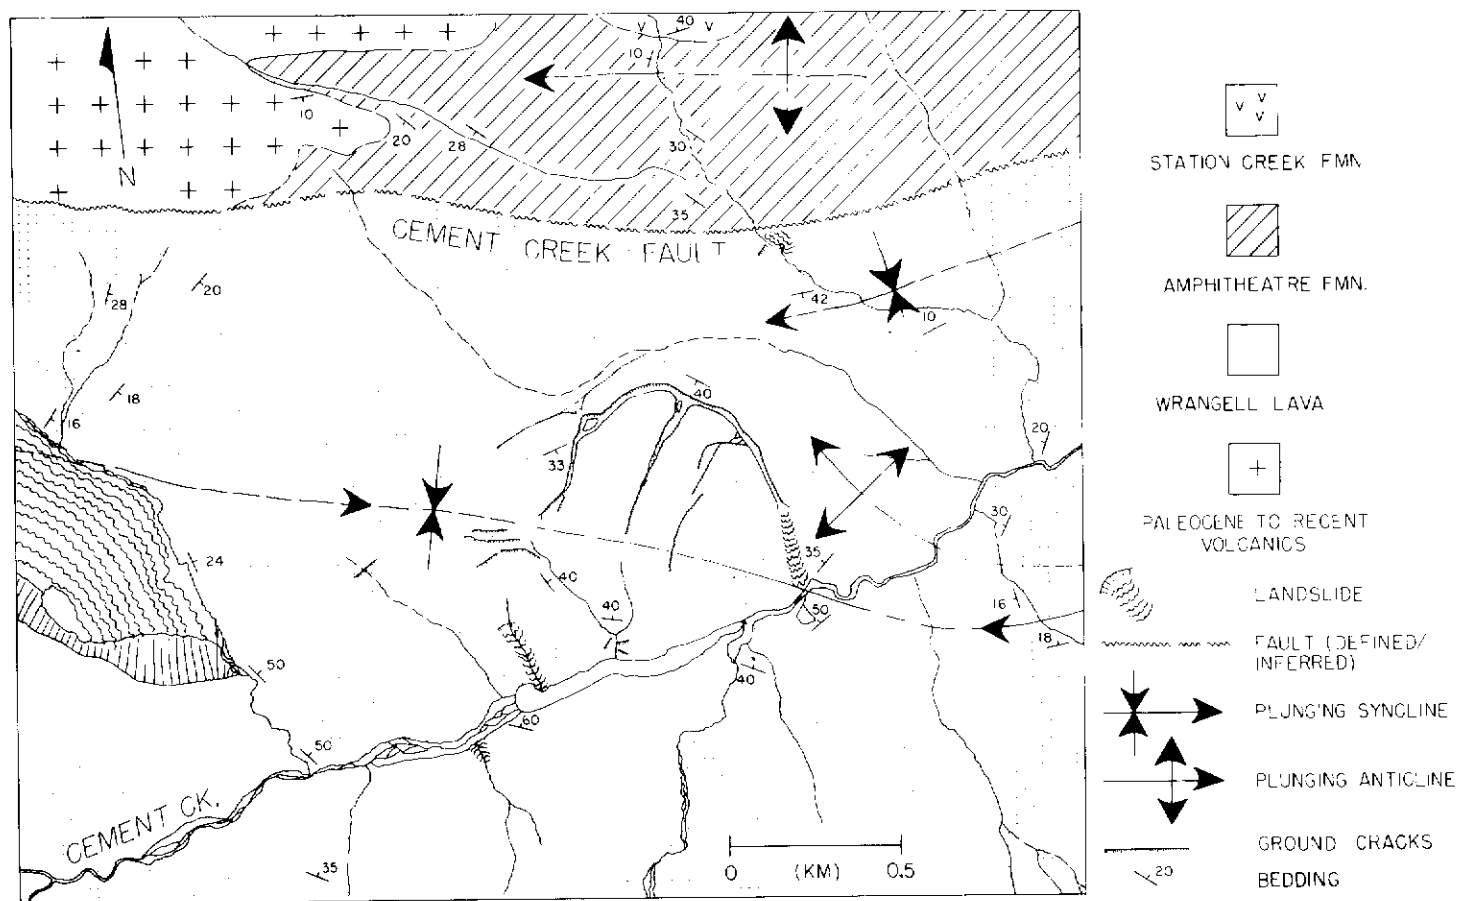 40
V
V
10
N
10
20
28
30
35
CEMENT CREEK FAULT
20
28
42
10
18
16
40
33
20
30
24
35
40
40
50
16
18
50
40
60
50
CEMENT CK.
35
0
(KM)
0.5
V V
V
STATION CREEK FMN
AMPHITHEATRE FMN.
WRANGELL LAVA
PALEOCENE TO RECENT
VOLCANICS
LANDSLIDE
FAULT (DEFINED/
INFERRED)
PLUNGING SYNCLINE
PLUNGING ANTICLINE
GROUND CRACKS
20
BEDDING